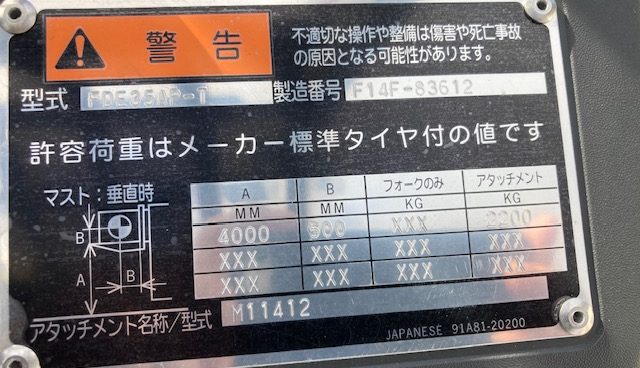 警告
不適切な操作や整備は傷害や死亡事故
の原因となる可能性があります。
型式 FDE35AP-T 製造番号 F14F-83612
許容荷重はメーカー標準タイヤ付の値です
マスト:垂直時
A B フォークのみ アタッチメント
MM MM KG KG
4000 500 XXX 2200
XXX XXX XXX XXX
XXX XXX XXX XXX
B
A B
アタッチメント名称/型式 M11412
JAPANESE 91A81-20200